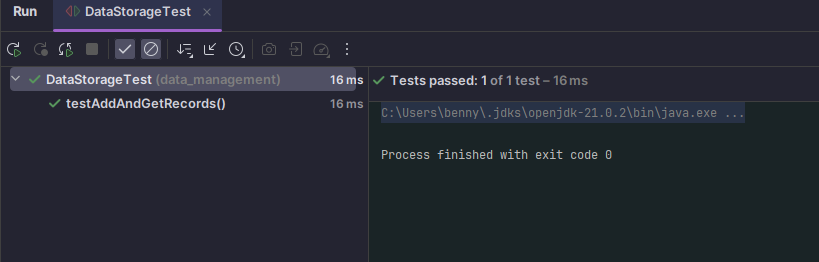 Run DataStorageTest
DataStorageTest (data_management) 16 ms
testAddAndGetRecords() 16 ms
Tests passed: 1 of 1 test – 16 ms
C:\Users\benny\.jdks\openjdk-21.0.2\bin\java.exe ...
Process finished with exit code 0